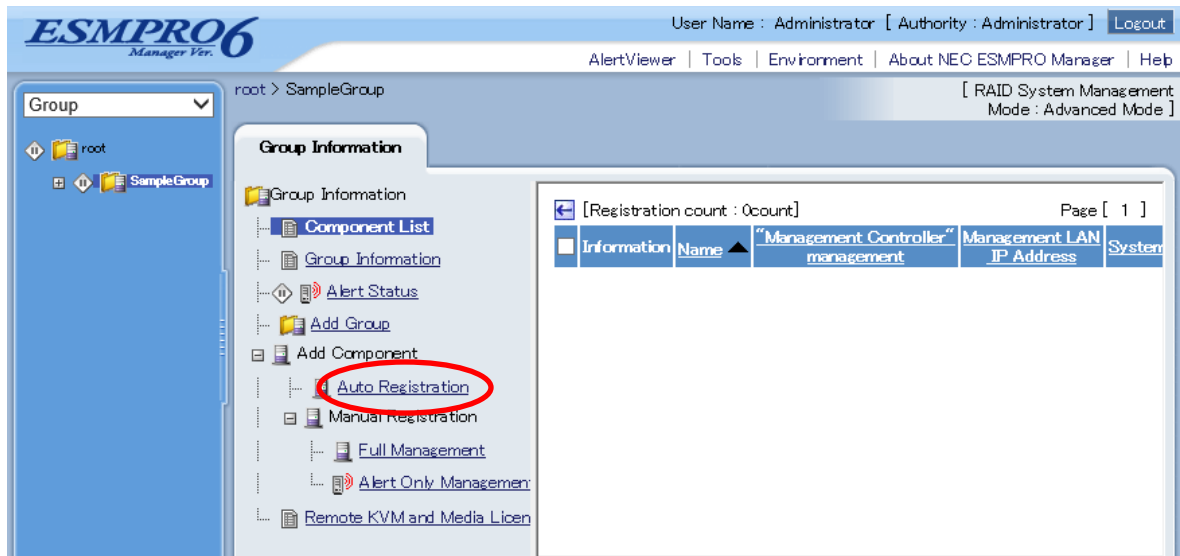 ESMPRO6
Manager Ver.
User Name : Administrator [ Authority : Administrator ] Logout
AlertViewer | Tools | Environment | About NEC ESMPRO Manager | Help
Group
root > SampleGroup
[ RAID System Management
Mode : Advanced Mode ]
root
SampleGroup
Group Information
Group Information
Component List
Group Information
Alert Status
Add Group
Add Component
Auto Registration
Manual Registration
Full Management
Alert Only Managemen
Remote KVM and Media Licen
[Registration count : 0count] Page [ 1 ]
Information Name ▲ "Management Controller" management Management LAN IP Address System